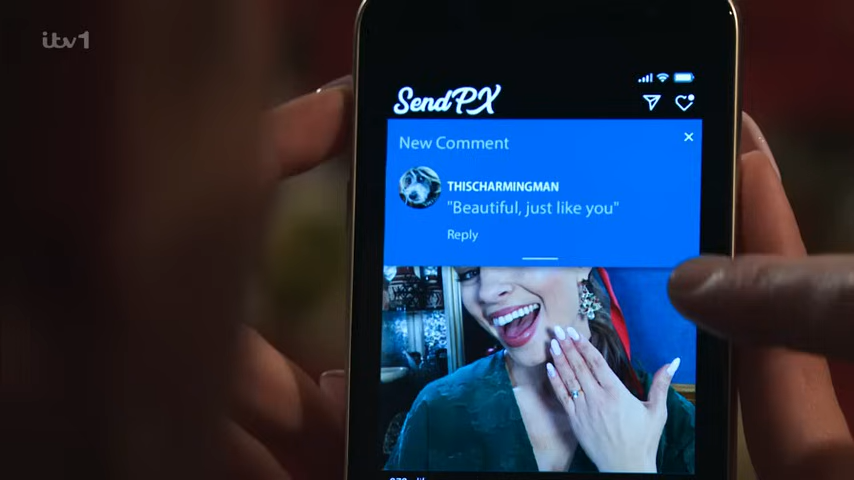 itv1
SendPX
New Comment
THISCHARMINGMAN
"Beautiful, just like you"
Reply